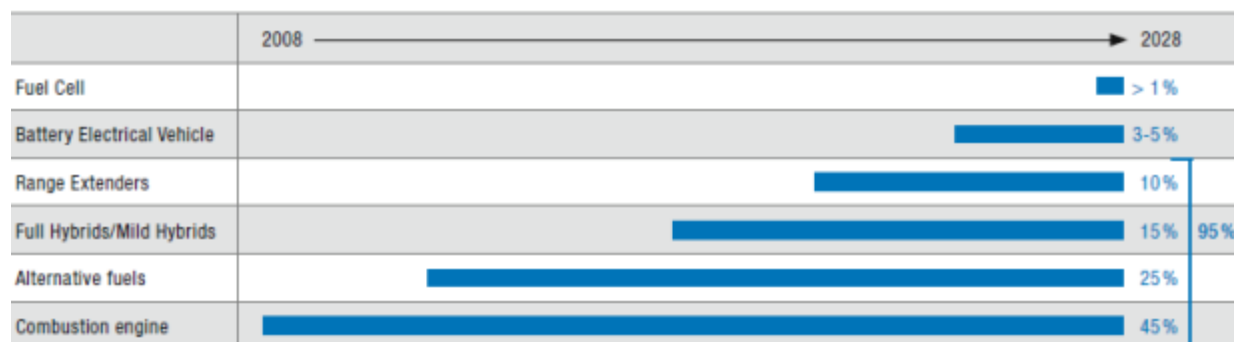 2008 2028
Fuel Cell > 1%
Battery Electrical Vehicle 3-5%
Range Extenders 10%
Full Hybrids/Mild Hybrids 15% 95%
Alternative fuels 25%
Combustion engine 45%